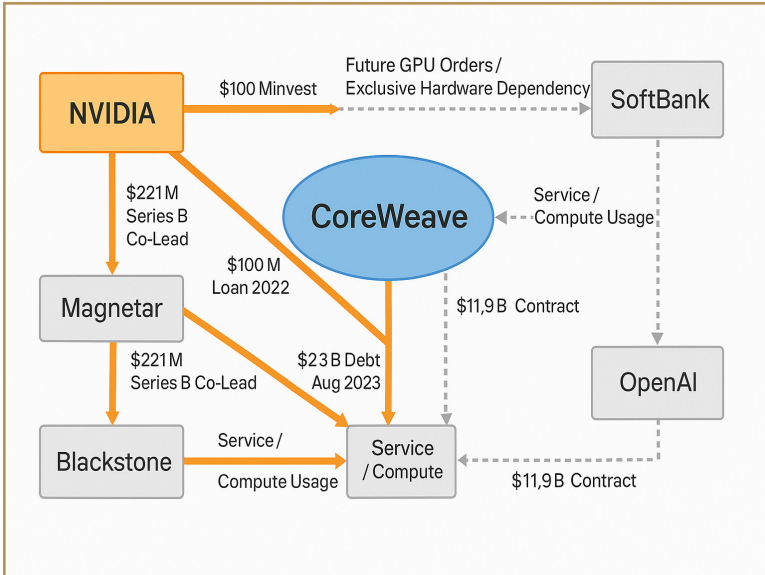 NVIDIA
$100 Minvest
Future GPU Orders /
Exclusive Hardware Dependency
SoftBank
$221 M
Series B
Co-Lead
CoreWeave
Service /
Compute Usage
$100 M
Loan 2022
Magnetar
$11,9 B Contract
$221 M
Series B Co-Lead
$23 B Debt
Aug 2023
OpenAI
Blackstone
Service /
Compute Usage
Service
/ Compute
$11,9 B Contract